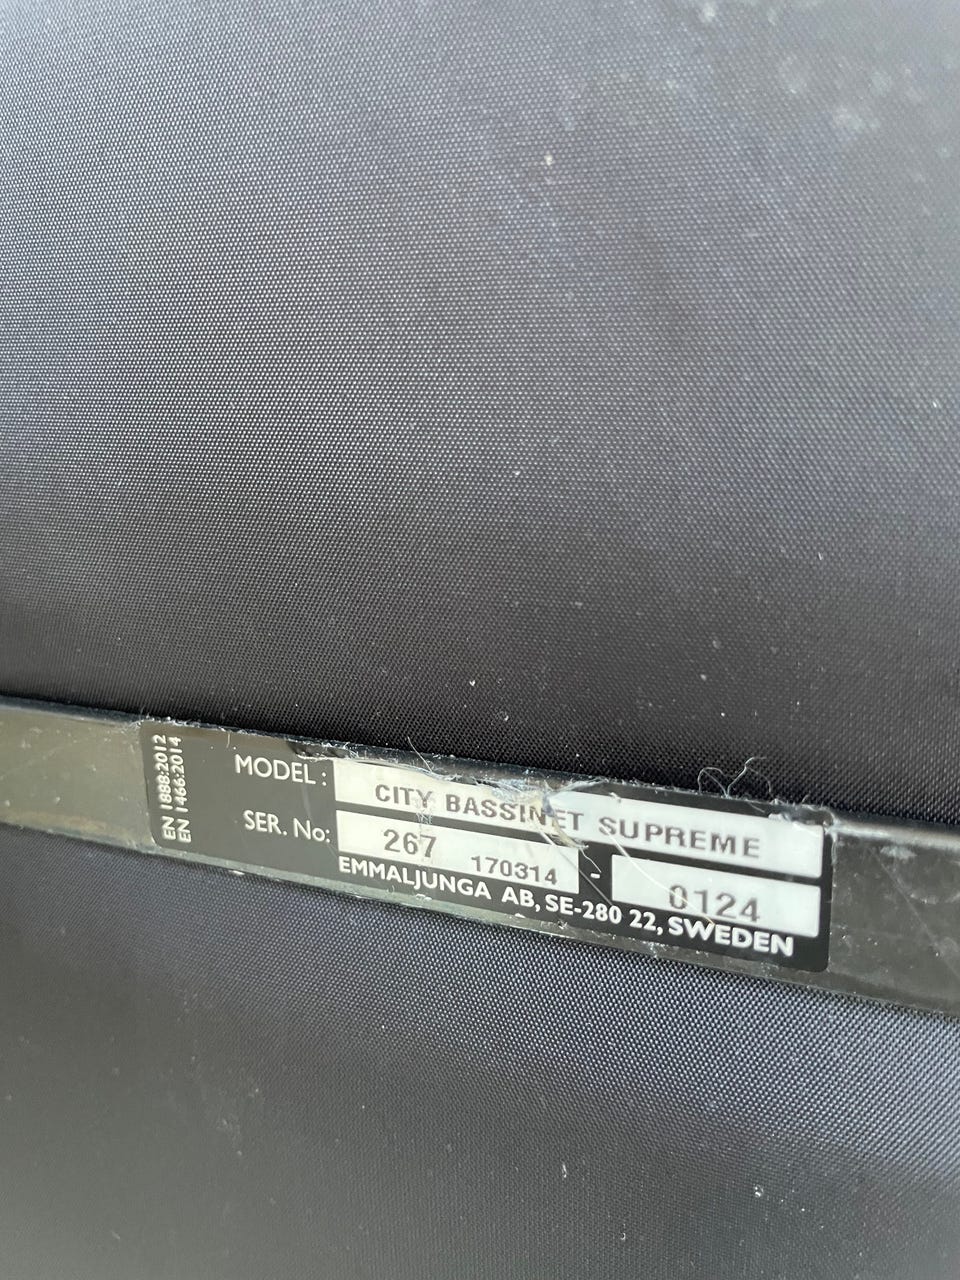 EN 1888:2012
EN 1466:2014
MODEL: CITY BASSINET SUPREME
SER. No: 267 170314 - 0124
EMMALJUNGA AB, SE-280 22, SWEDEN